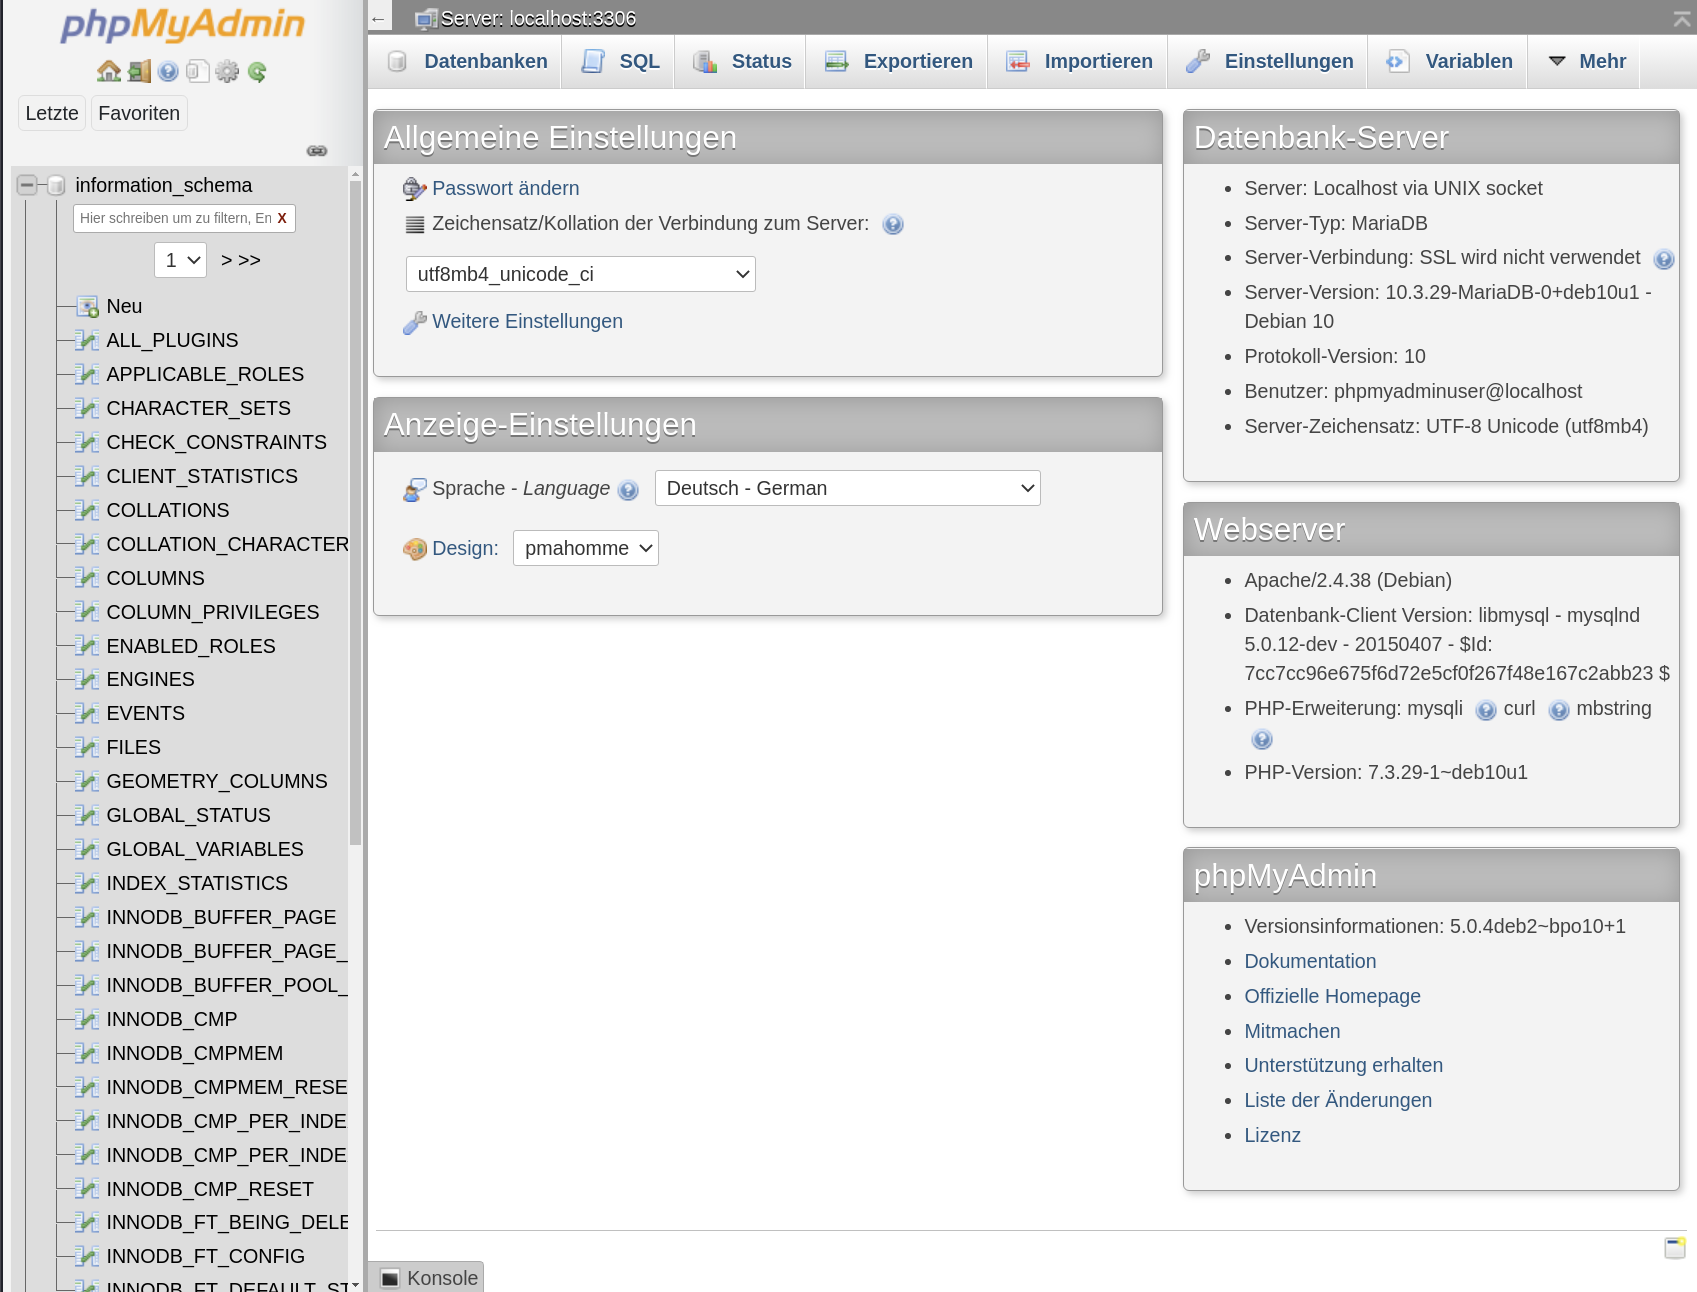 phpMyAdmin
Letzte
Favoriten
information_schema
Hier schreiben um zu filtern, En X
1 > >>
Neu
ALL_PLUGINS
APPLICABLE_ROLES
CHARACTER_SETS
CHECK_CONSTRAINTS
CLIENT_STATISTICS
COLLATIONS
COLLATION_CHARACTER
COLUMNS
COLUMN_PRIVILEGES
ENABLED_ROLES
ENGINES
EVENTS
FILES
GEOMETRY_COLUMNS
GLOBAL_STATUS
GLOBAL_VARIABLES
INDEX_STATISTICS
INNODB_BUFFER_PAGE
INNODB_BUFFER_PAGE_
INNODB_BUFFER_POOL_
INNODB_CMP
INNODB_CMPMEM
INNODB_CMPMEM_RESE
INNODB_CMP_PER_INDE
INNODB_CMP_PER_INDE
INNODB_CMP_RESET
INNODB_FT_BEING_DELE
INNODB_FT_CONFIG
INNODB_FT_DEFAULT_ST
← Server: localhost:3306
Datenbanken SQL Status Exportieren Importieren Einstellungen Variablen Mehr
Allgemeine Einstellungen
Passwort ändern
Zeichensatz/Kollation der Verbindung zum Server:
utf8mb4_unicode_ci
Weitere Einstellungen
Anzeige-Einstellungen
Sprache - Language Deutsch - German
Design: pmahomme
Datenbank-Server
• Server: Localhost via UNIX socket
• Server-Typ: MariaDB
• Server-Verbindung: SSL wird nicht verwendet
• Server-Version: 10.3.29-MariaDB-0+deb10u1 -
Debian 10
• Protokoll-Version: 10
• Benutzer: phpmyadminuser@localhost
• Server-Zeichensatz: UTF-8 Unicode (utf8mb4)
Webserver
• Apache/2.4.38 (Debian)
• Datenbank-Client Version: libmysql - mysqlnd
5.0.12-dev - 20150407 - $Id:
7cc7cc96e675f6d72e5cf0f267f48e167c2abb23 $
• PHP-Erweiterung: mysqli curl mbstring
• PHP-Version: 7.3.29-1~deb10u1
phpMyAdmin
• Versionsinformationen: 5.0.4deb2~bpo10+1
• Dokumentation
• Offizielle Homepage
• Mitmachen
• Unterstützung erhalten
• Liste der Änderungen
• Lizenz
Konsole